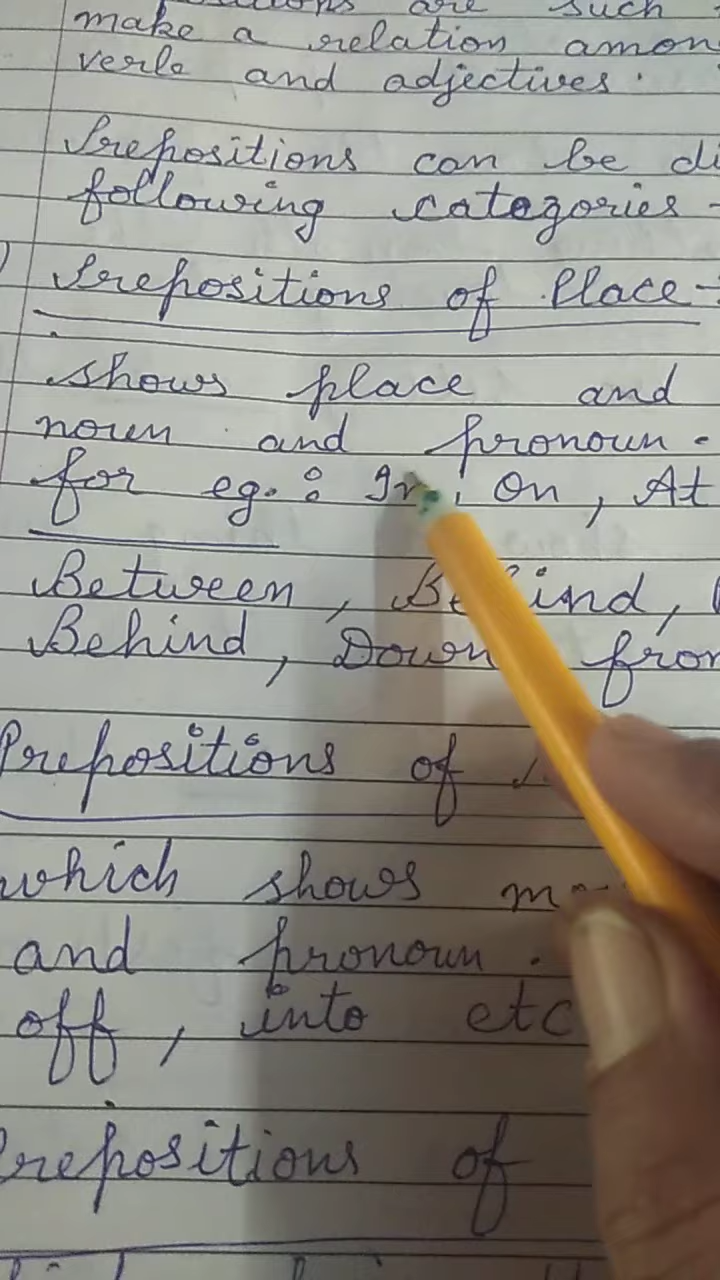 are such
make a relation
verb and adjectives.
Prepositions can be
following categories -
Prepositions of Place -
shows place and
noun and pronoun.
for eg. : In, On, At
Between, Behind,
Behind, Down
Prepositions of
which shows
and pronoun.
off, into etc
Prepositions of